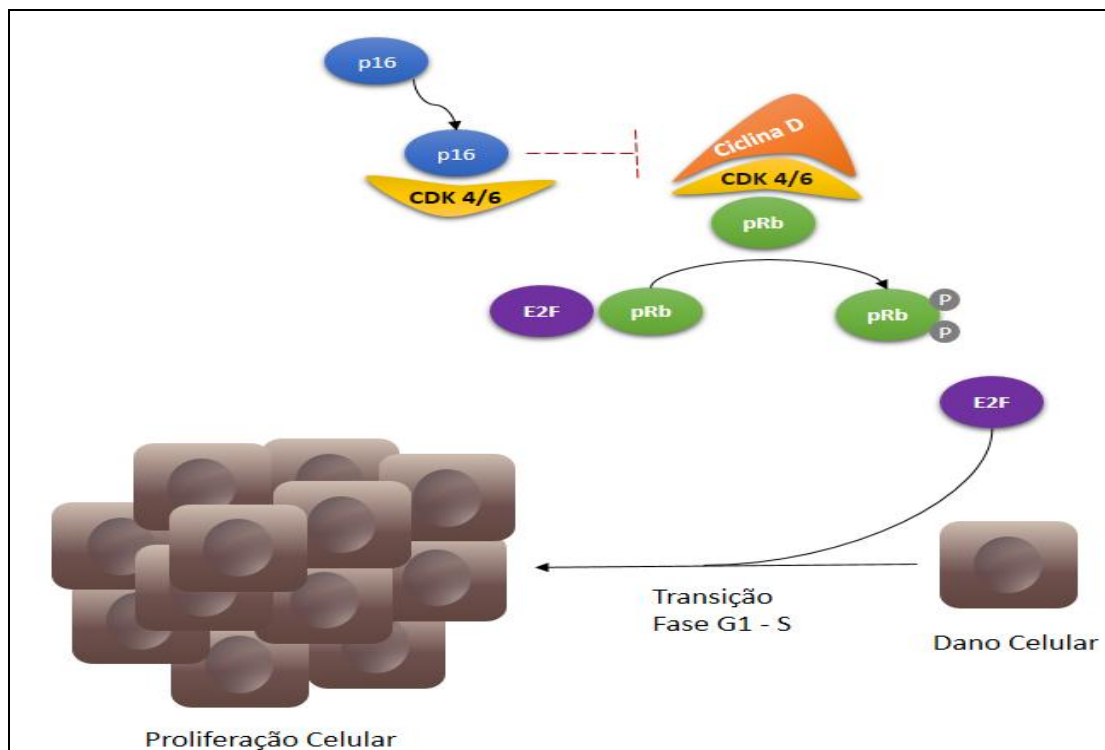 p16
p16
CDK 4/6
Ciclina D
CDK 4/6
pRb
E2F
pRb
pRb
P
P
E2F
Transição
Fase G1 - S
Dano Celular
Proliferação Celular